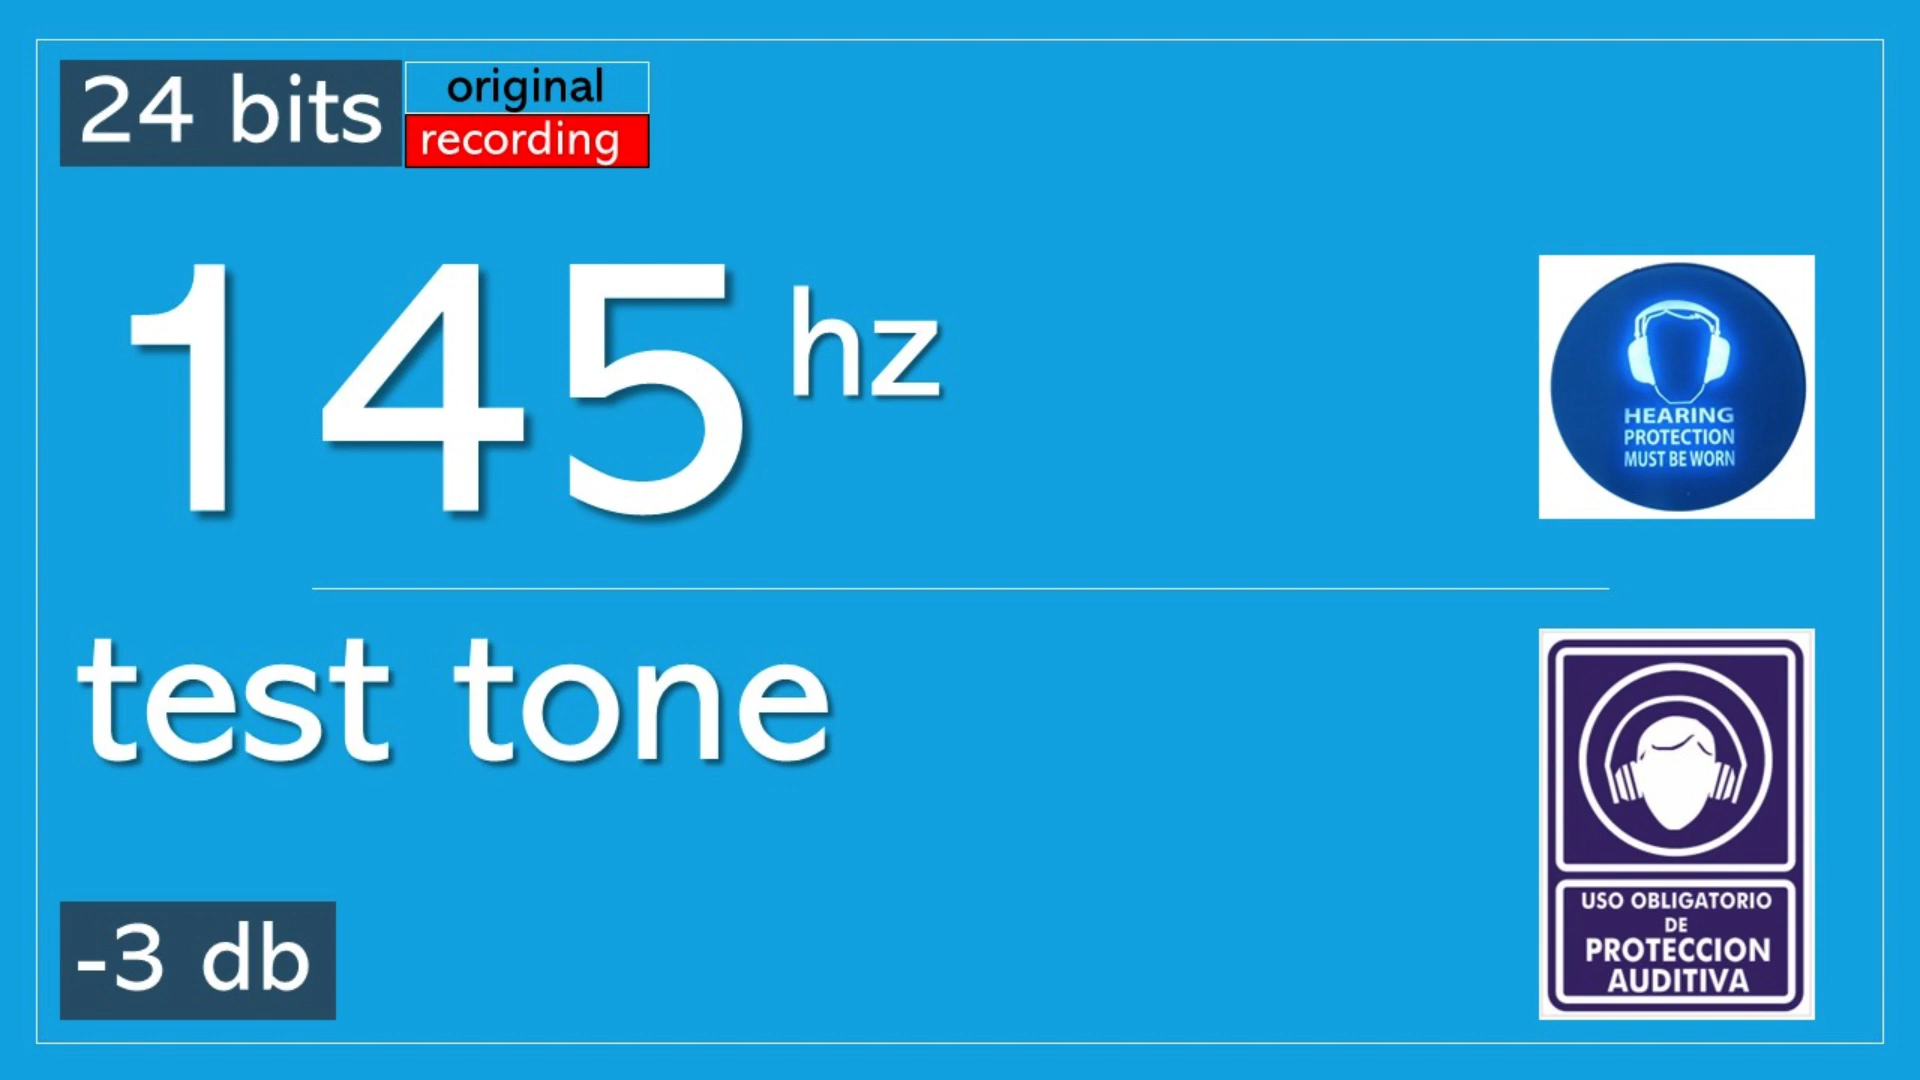 24 bits
original
recording
145 hz
HEARING
PROTECTION
MUST BE WORN
test tone
USO OBLIGATORIO
DE
PROTECCION
AUDITIVA
-3 db